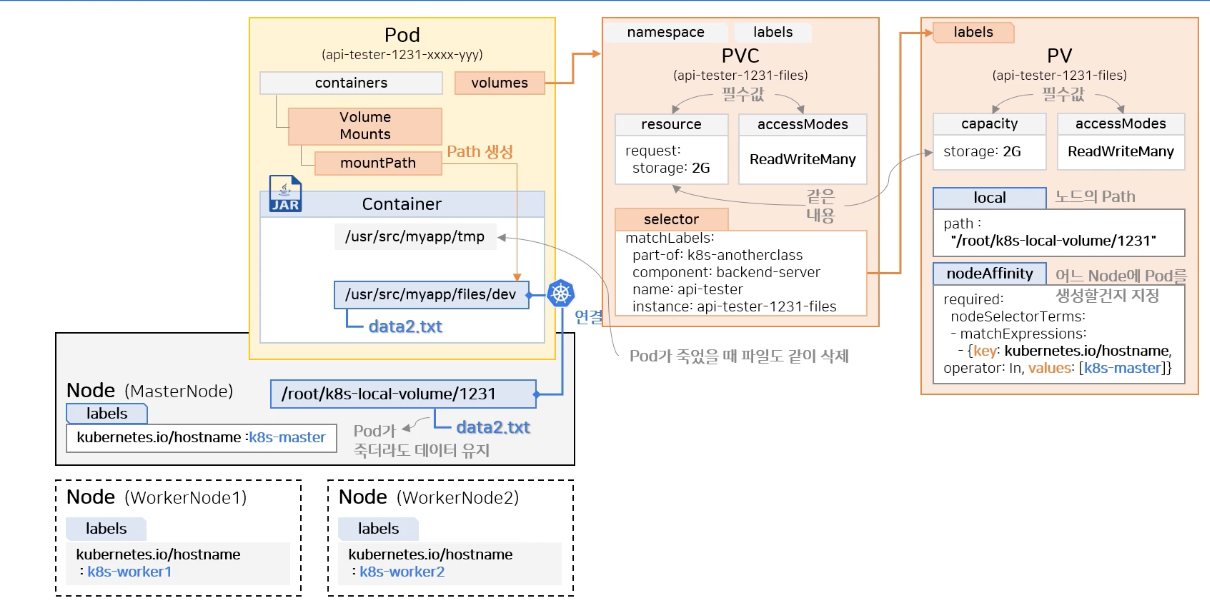 Pod
(api-tester-1231-xxxx-yyy)
containers
volumes
Volume
Mounts
mountPath
Path 생성
JAR
Container
/usr/src/myapp/tmp
/usr/src/myapp/files/dev
data2.txt
연결
namespace
labels
PVC
(api-tester-1231-files)
필수값
resource
request:
storage: 2G
accessModes
ReadWriteMany
같은
내용
selector
matchLabels:
part-of: k8s-anotherclass
component: backend-server
name: api-tester
instance: api-tester-1231-files
Pod가 죽었을 때 파일도 같이 삭제
labels
PV
(api-tester-1231-files)
필수값
capacity
storage: 2G
accessModes
ReadWriteMany
local
노드의 Path
path :
"/root/k8s-local-volume/1231"
nodeAffinity
어느 Node에 Pod를
생성할건지 지정
required:
nodeSelectorTerms:
- matchExpressions:
- {key: kubernetes.io/hostname,
operator: In, values: [k8s-master]}
Node (MasterNode)
labels
kubernetes.io/hostname :k8s-master
/root/k8s-local-volume/1231
data2.txt
Pod가
죽더라도 데이터 유지
Node (WorkerNode1)
labels
kubernetes.io/hostname
: k8s-worker1
Node (WorkerNode2)
labels
kubernetes.io/hostname
: k8s-worker2